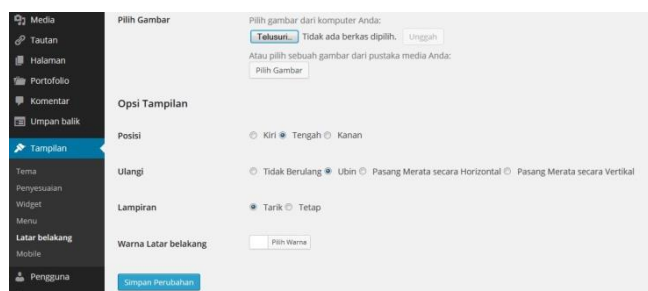 Media
Tautan
Halaman
Portofolio
Komentar
Umpan balik
Tampilan
Tema
Penyesuaian
Widget
Menu
Latar belakang
Mobile
Pengguna
Pilih Gambar
Pilih gambar dari komputer Anda:
Telusuri... Tidak ada berkas dipilih. Unggah
Atau pilih sebuah gambar dari pustaka media Anda:
Pilih Gambar
Opsi Tampilan
Posisi
Kiri Tengah Kanan
Ulangi
Tidak Berulang Ubin Pasang Merata secara Horizontal Pasang Merata secara Vertikal
Lampiran
Tarik Tetap
Warna Latar belakang
Pilih Warna
Simpan Perubahan